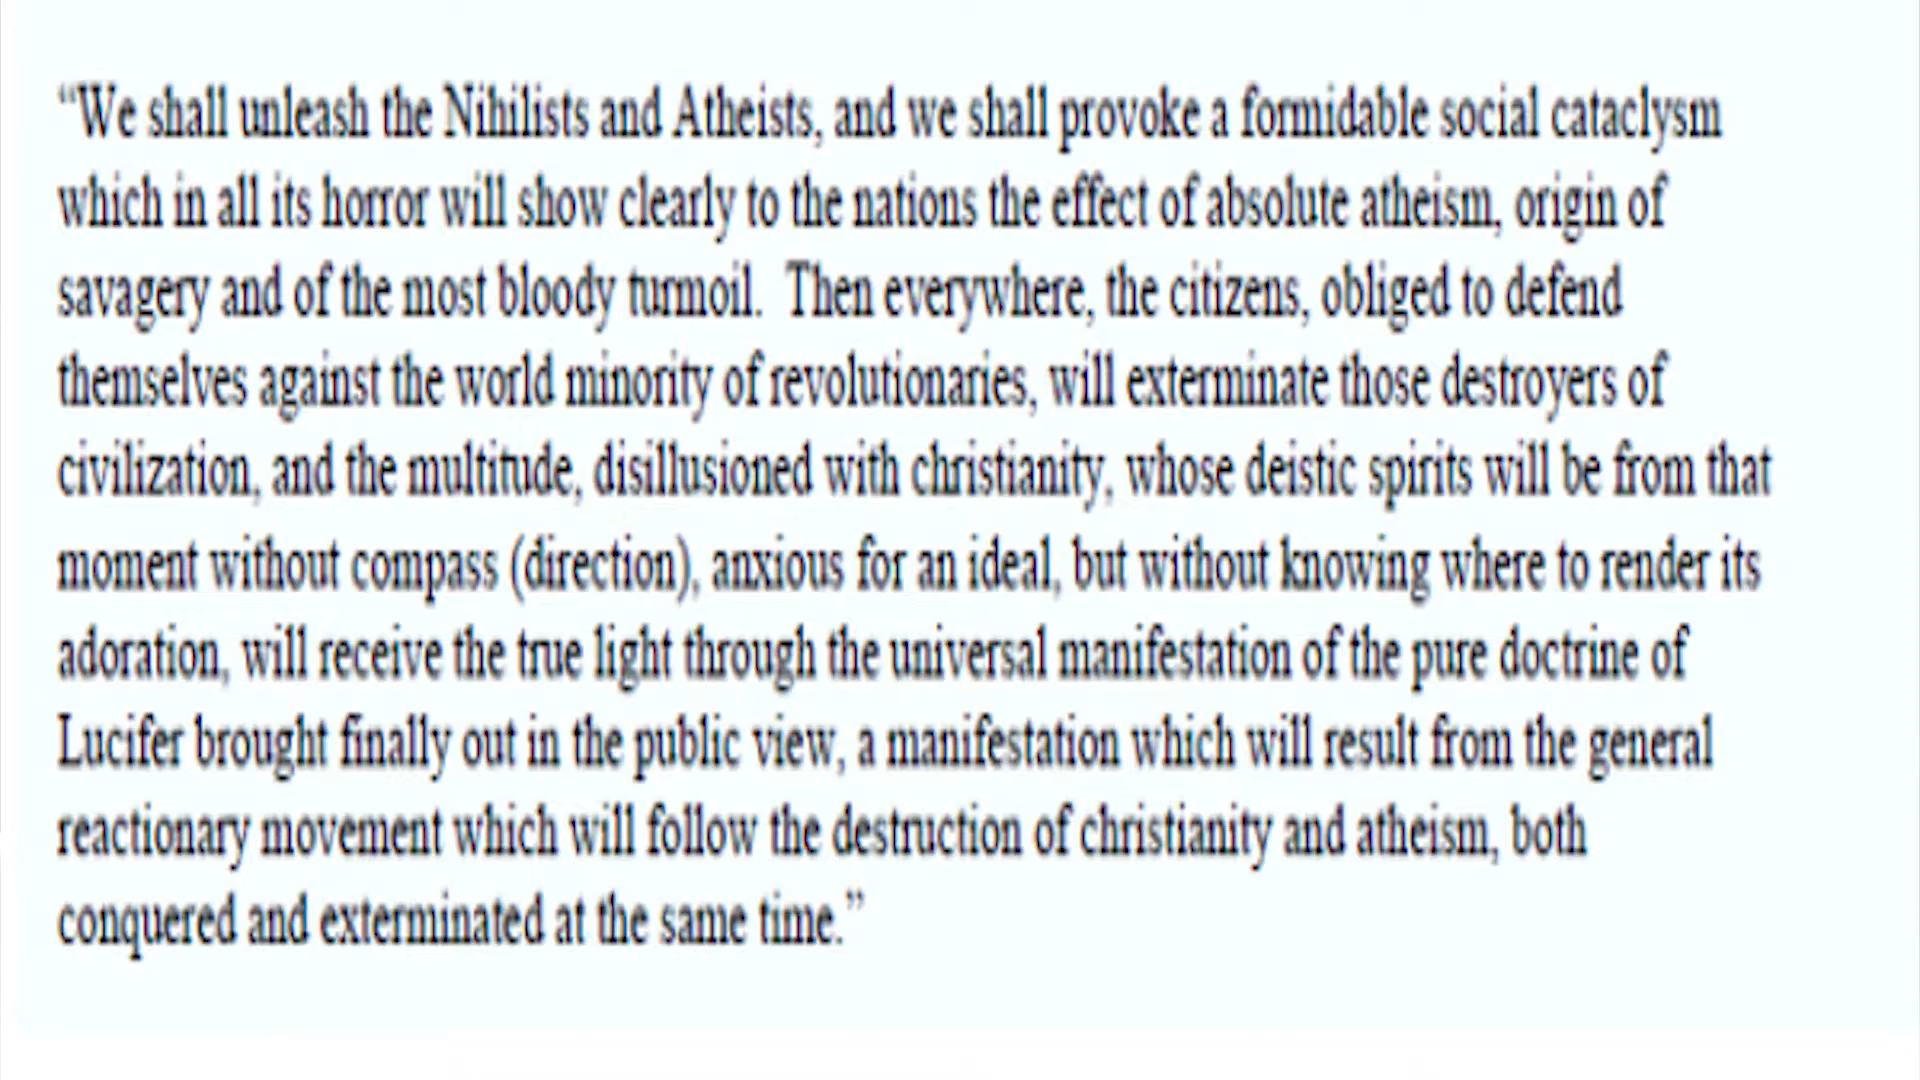 “We shall unleash the Nihilists and Atheists, and we shall provoke a formidable social cataclysm
which in all its horror will show clearly to the nations the effect of absolute atheism, origin of
savagery and of the most bloody turmoil.  Then everywhere, the citizens, obliged to defend
themselves against the world minority of revolutionaries, will exterminate those destroyers of
civilization, and the multitude, disillusioned with christianity, whose deistic spirits will be from that
moment without compass (direction), anxious for an ideal, but without knowing where to render its
adoration, will receive the true light through the universal manifestation of the pure doctrine of
Lucifer brought finally out in the public view, a manifestation which will result from the general
reactionary movement which will follow the destruction of christianity and atheism, both
conquered and exterminated at the same time.”